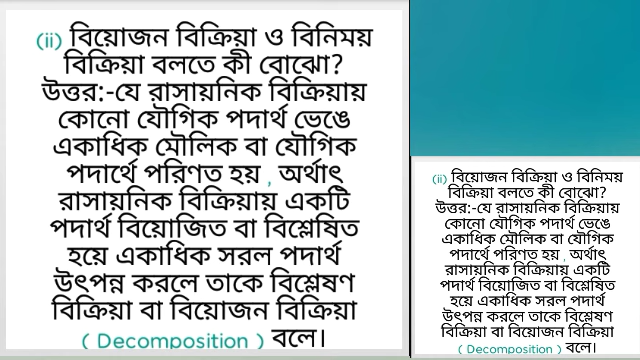 (ii) বিয়োজন বিক্রিয়া ও বিনিময়
বিক্রিয়া বলতে কী বোঝো?
উত্তর:-যে রাসায়নিক বিক্রিয়ায়
কোনো যৌগিক পদার্থ ভেঙে
একাধিক মৌলিক বা যৌগিক
পদার্থে পরিণত হয় , অর্থাৎ
রাসায়নিক বিক্রিয়ায় একটি
পদার্থ বিয়োজিত বা বিশ্লেষিত
হয়ে একাধিক সরল পদার্থ
উৎপন্ন করলে তাকে বিশ্লেষণ
বিক্রিয়া বা বিয়োজন বিক্রিয়া
( Decomposition ) বলে।
(ii) বিয়োজন বিক্রিয়া ও বিনিময়
বিক্রিয়া বলতে কী বোঝো?
উত্তর:-যে রাসায়নিক বিক্রিয়ায়
কোনো যৌগিক পদার্থ ভেঙে
একাধিক মৌলিক বা যৌগিক
পদার্থে পরিণত হয় , অর্থাৎ
রাসায়নিক বিক্রিয়ায় একটি
পদার্থ বিয়োজিত বা বিশ্লেষিত
হয়ে একাধিক সরল পদার্থ
উৎপন্ন করলে তাকে বিশ্লেষণ
বিক্রিয়া বা বিয়োজন বিক্রিয়া
( Decomposition ) বলে।